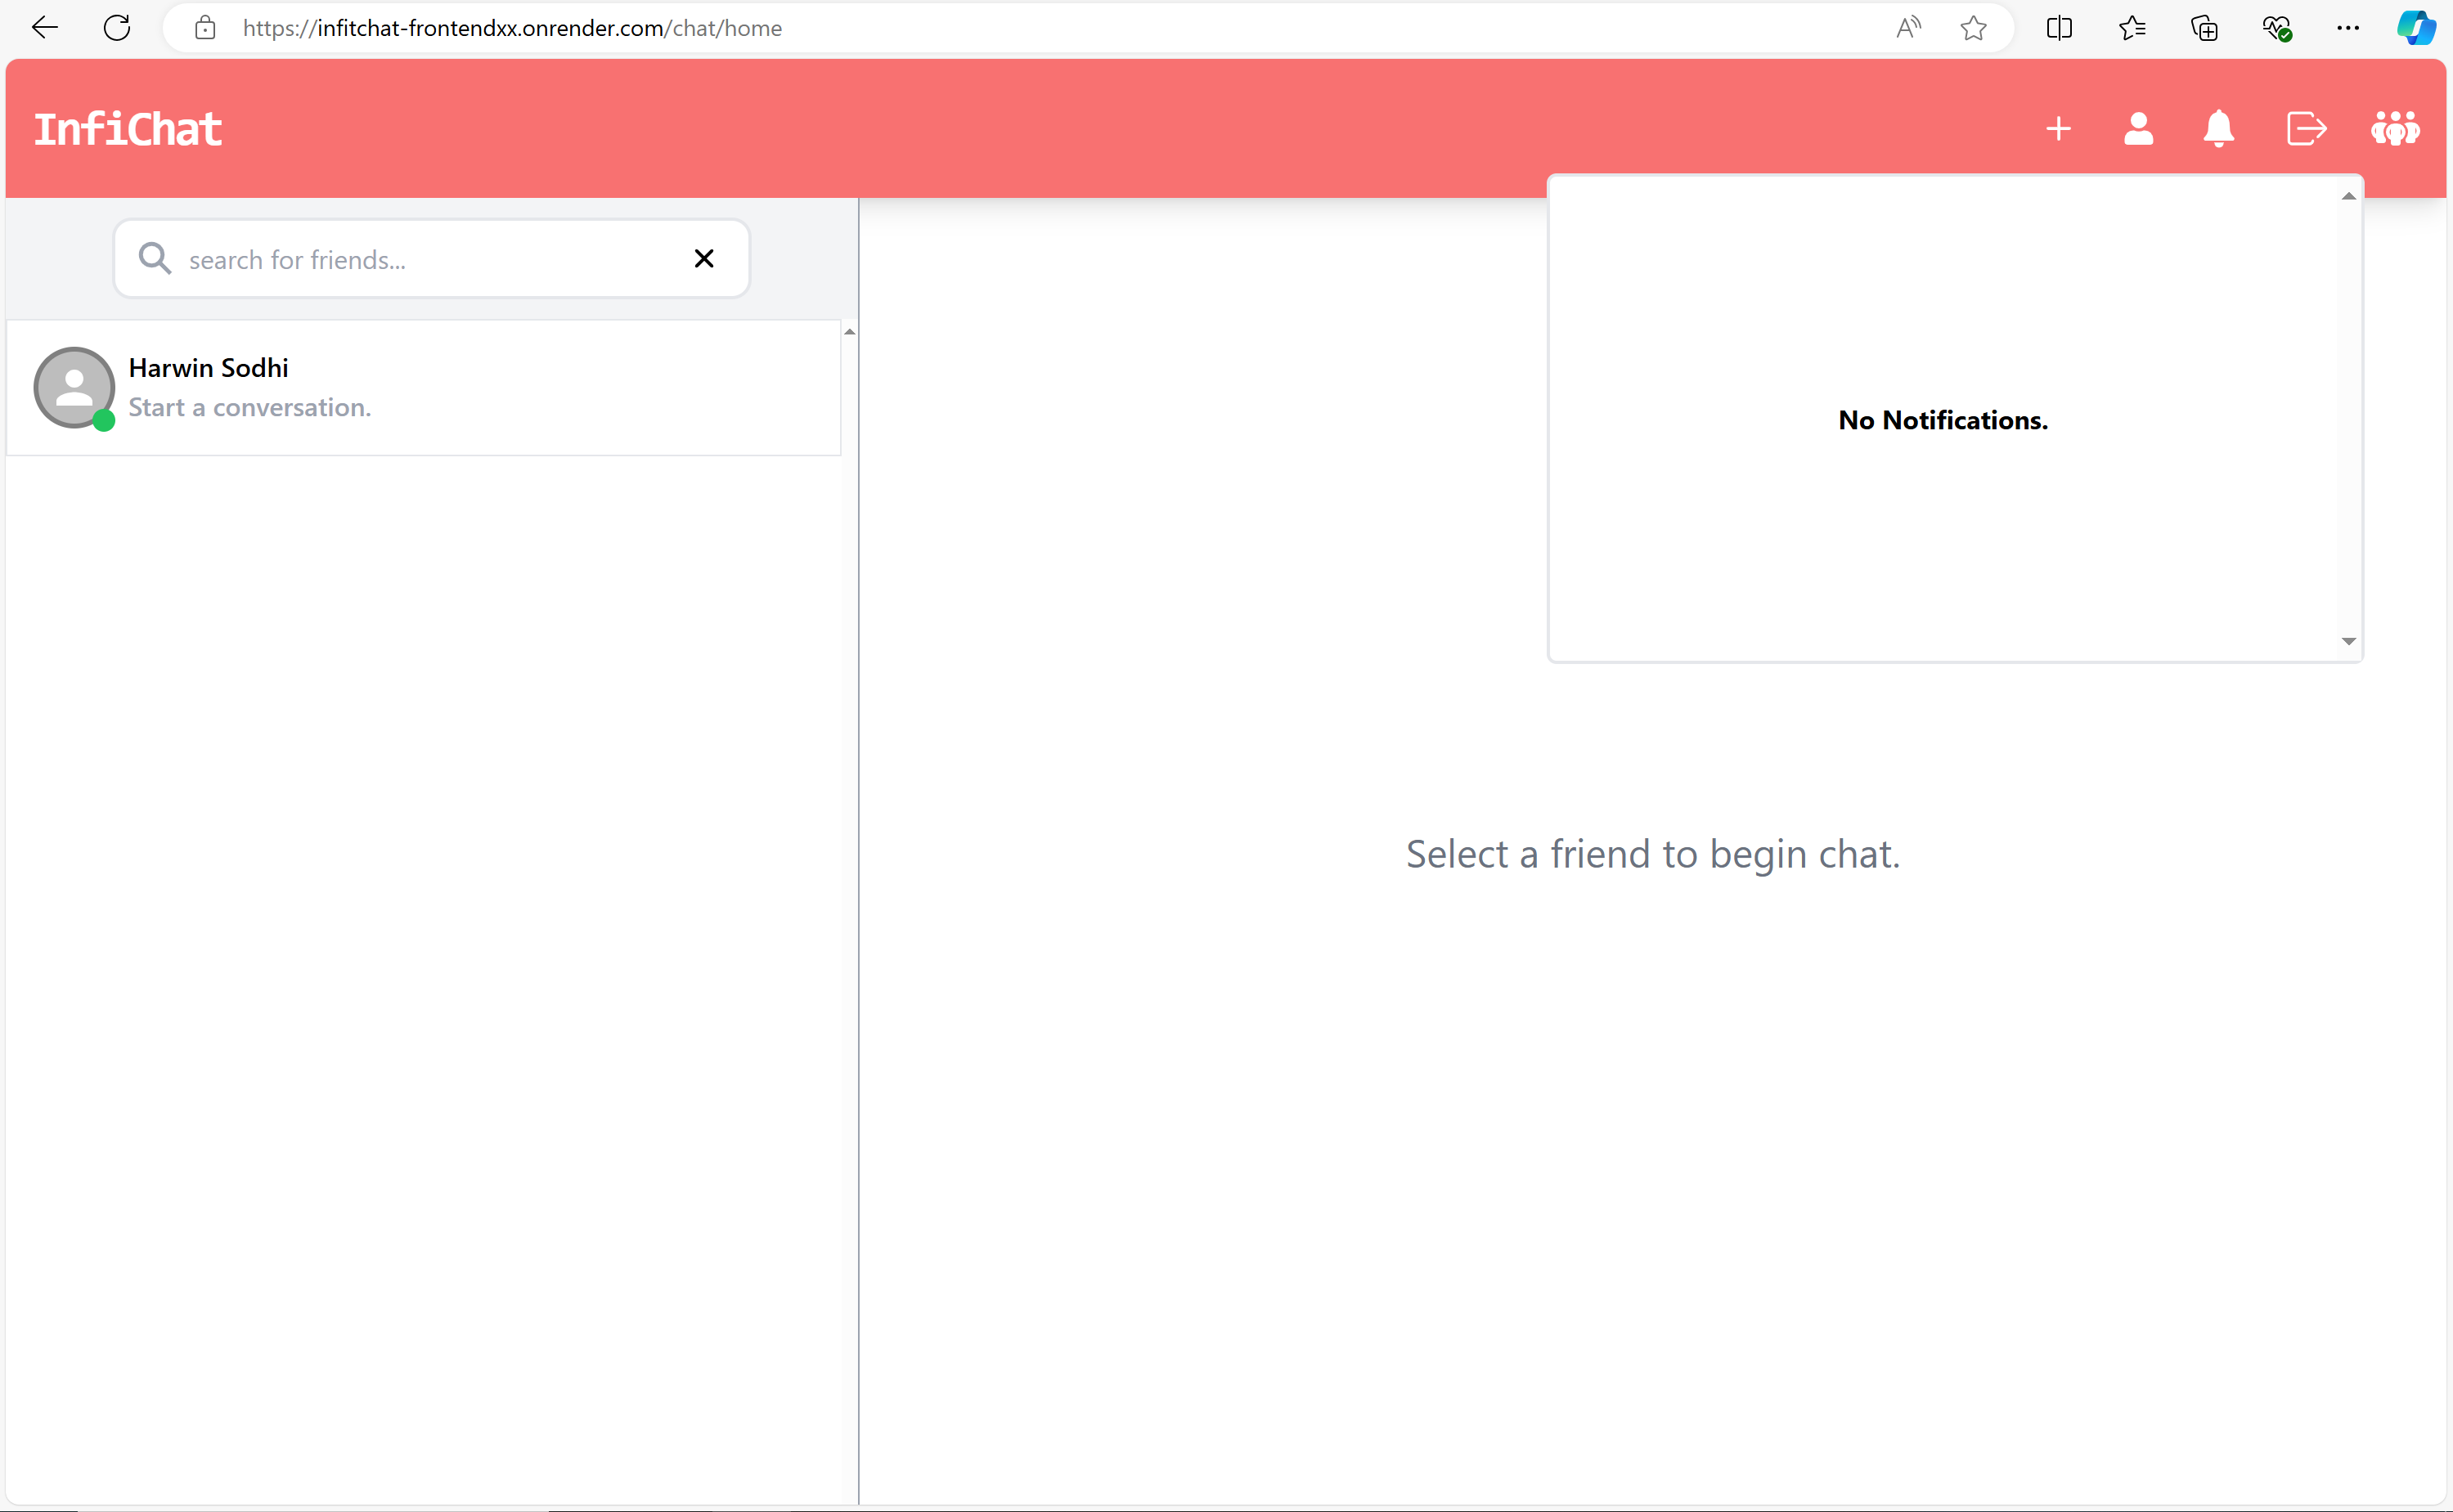 https://infitchat-frontendxx.onrender.com/chat/home
InfiChat
search for friends...
Harwin Sodhi
Start a conversation.
No Notifications.
Select a friend to begin chat.